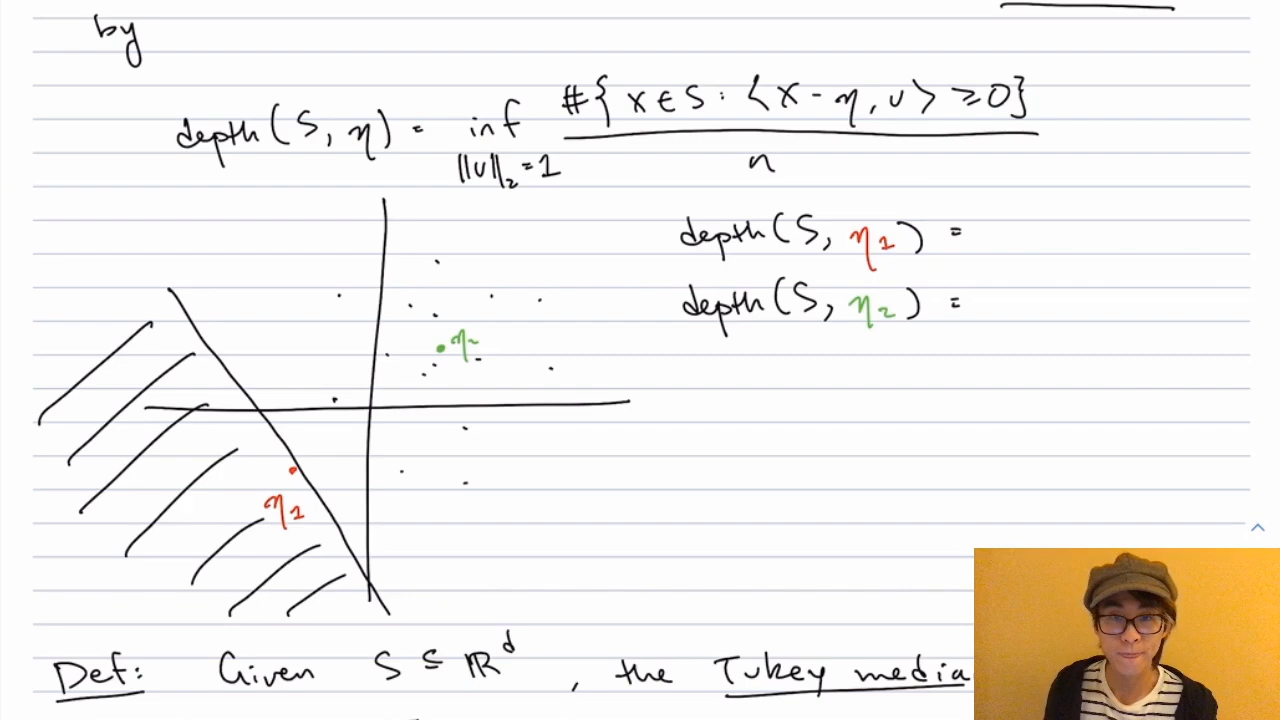 by
depth(S, η) = inf #{x∈S: ⟨x-η, v⟩ ≥0}
‖v‖₂=1 n
depth(S, η₁) =
depth(S, η₂) =
η₂
η₁
Def: Given S ⊆ ℝᵈ, the Tukey media